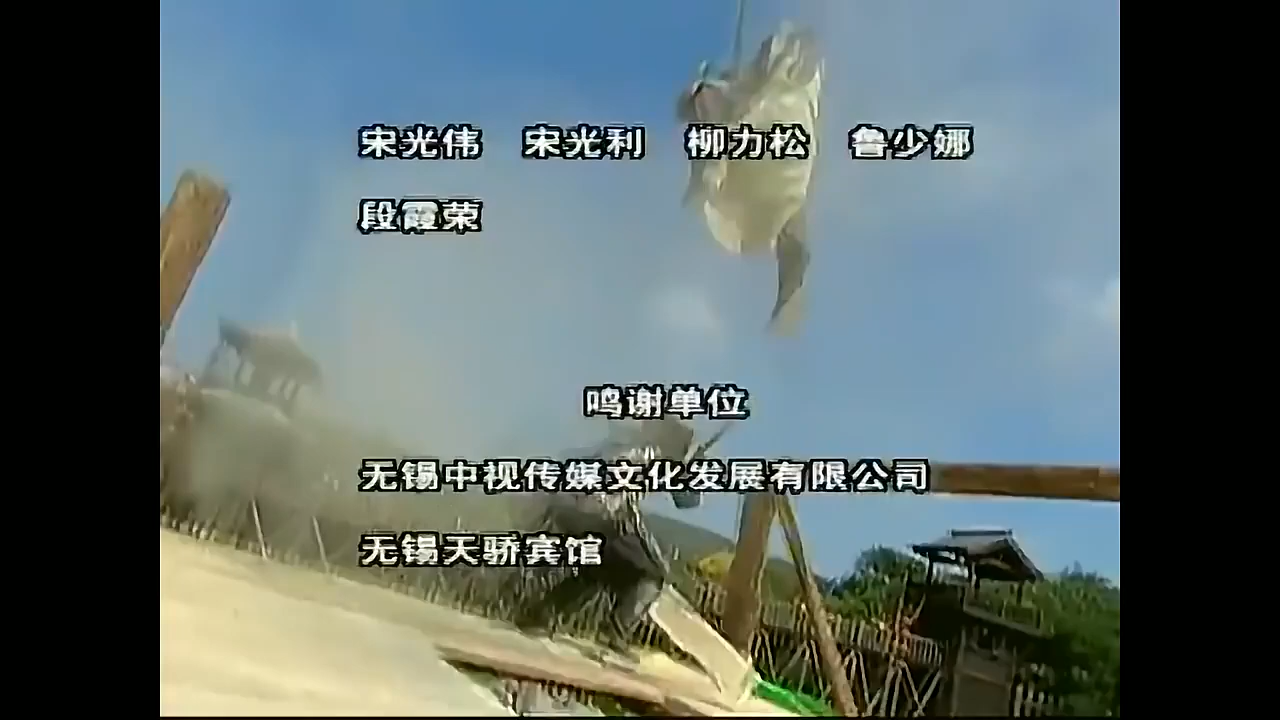 宋光伟 宋光利 柳力松 鲁少娜
段霞荣
鸣谢单位
无锡中视传媒文化发展有限公司
无锡天骄宾馆